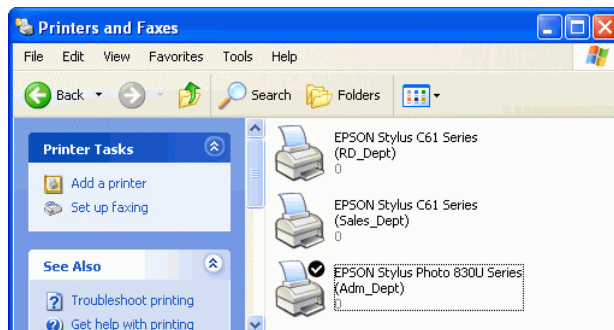 Printers and Faxes
File Edit View Favorites Tools Help
Back Search Folders
Printer Tasks
Add a printer
Set up faxing
See Also
Troubleshoot printing
Get help with printing
EPSON Stylus C61 Series
(RD_Dept)
0
EPSON Stylus C61 Series
(Sales_Dept)
0
EPSON Stylus Photo 830U Series
(Adm_Dept)
0